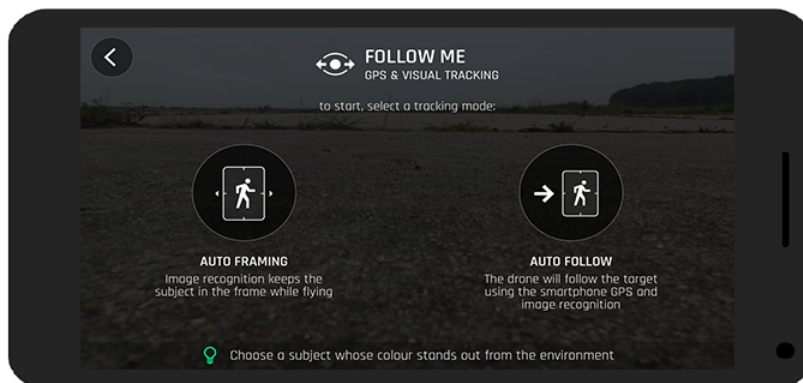 FOLLOW ME
GPS & VISUAL TRACKING
to start, select a tracking mode:
AUTO FRAMING
Image recognition keeps the
subject in the frame while flying
AUTO FOLLOW
The drone will follow the target
using the smartphone GPS and
image recognition
Choose a subject whose colour stands out from the environment